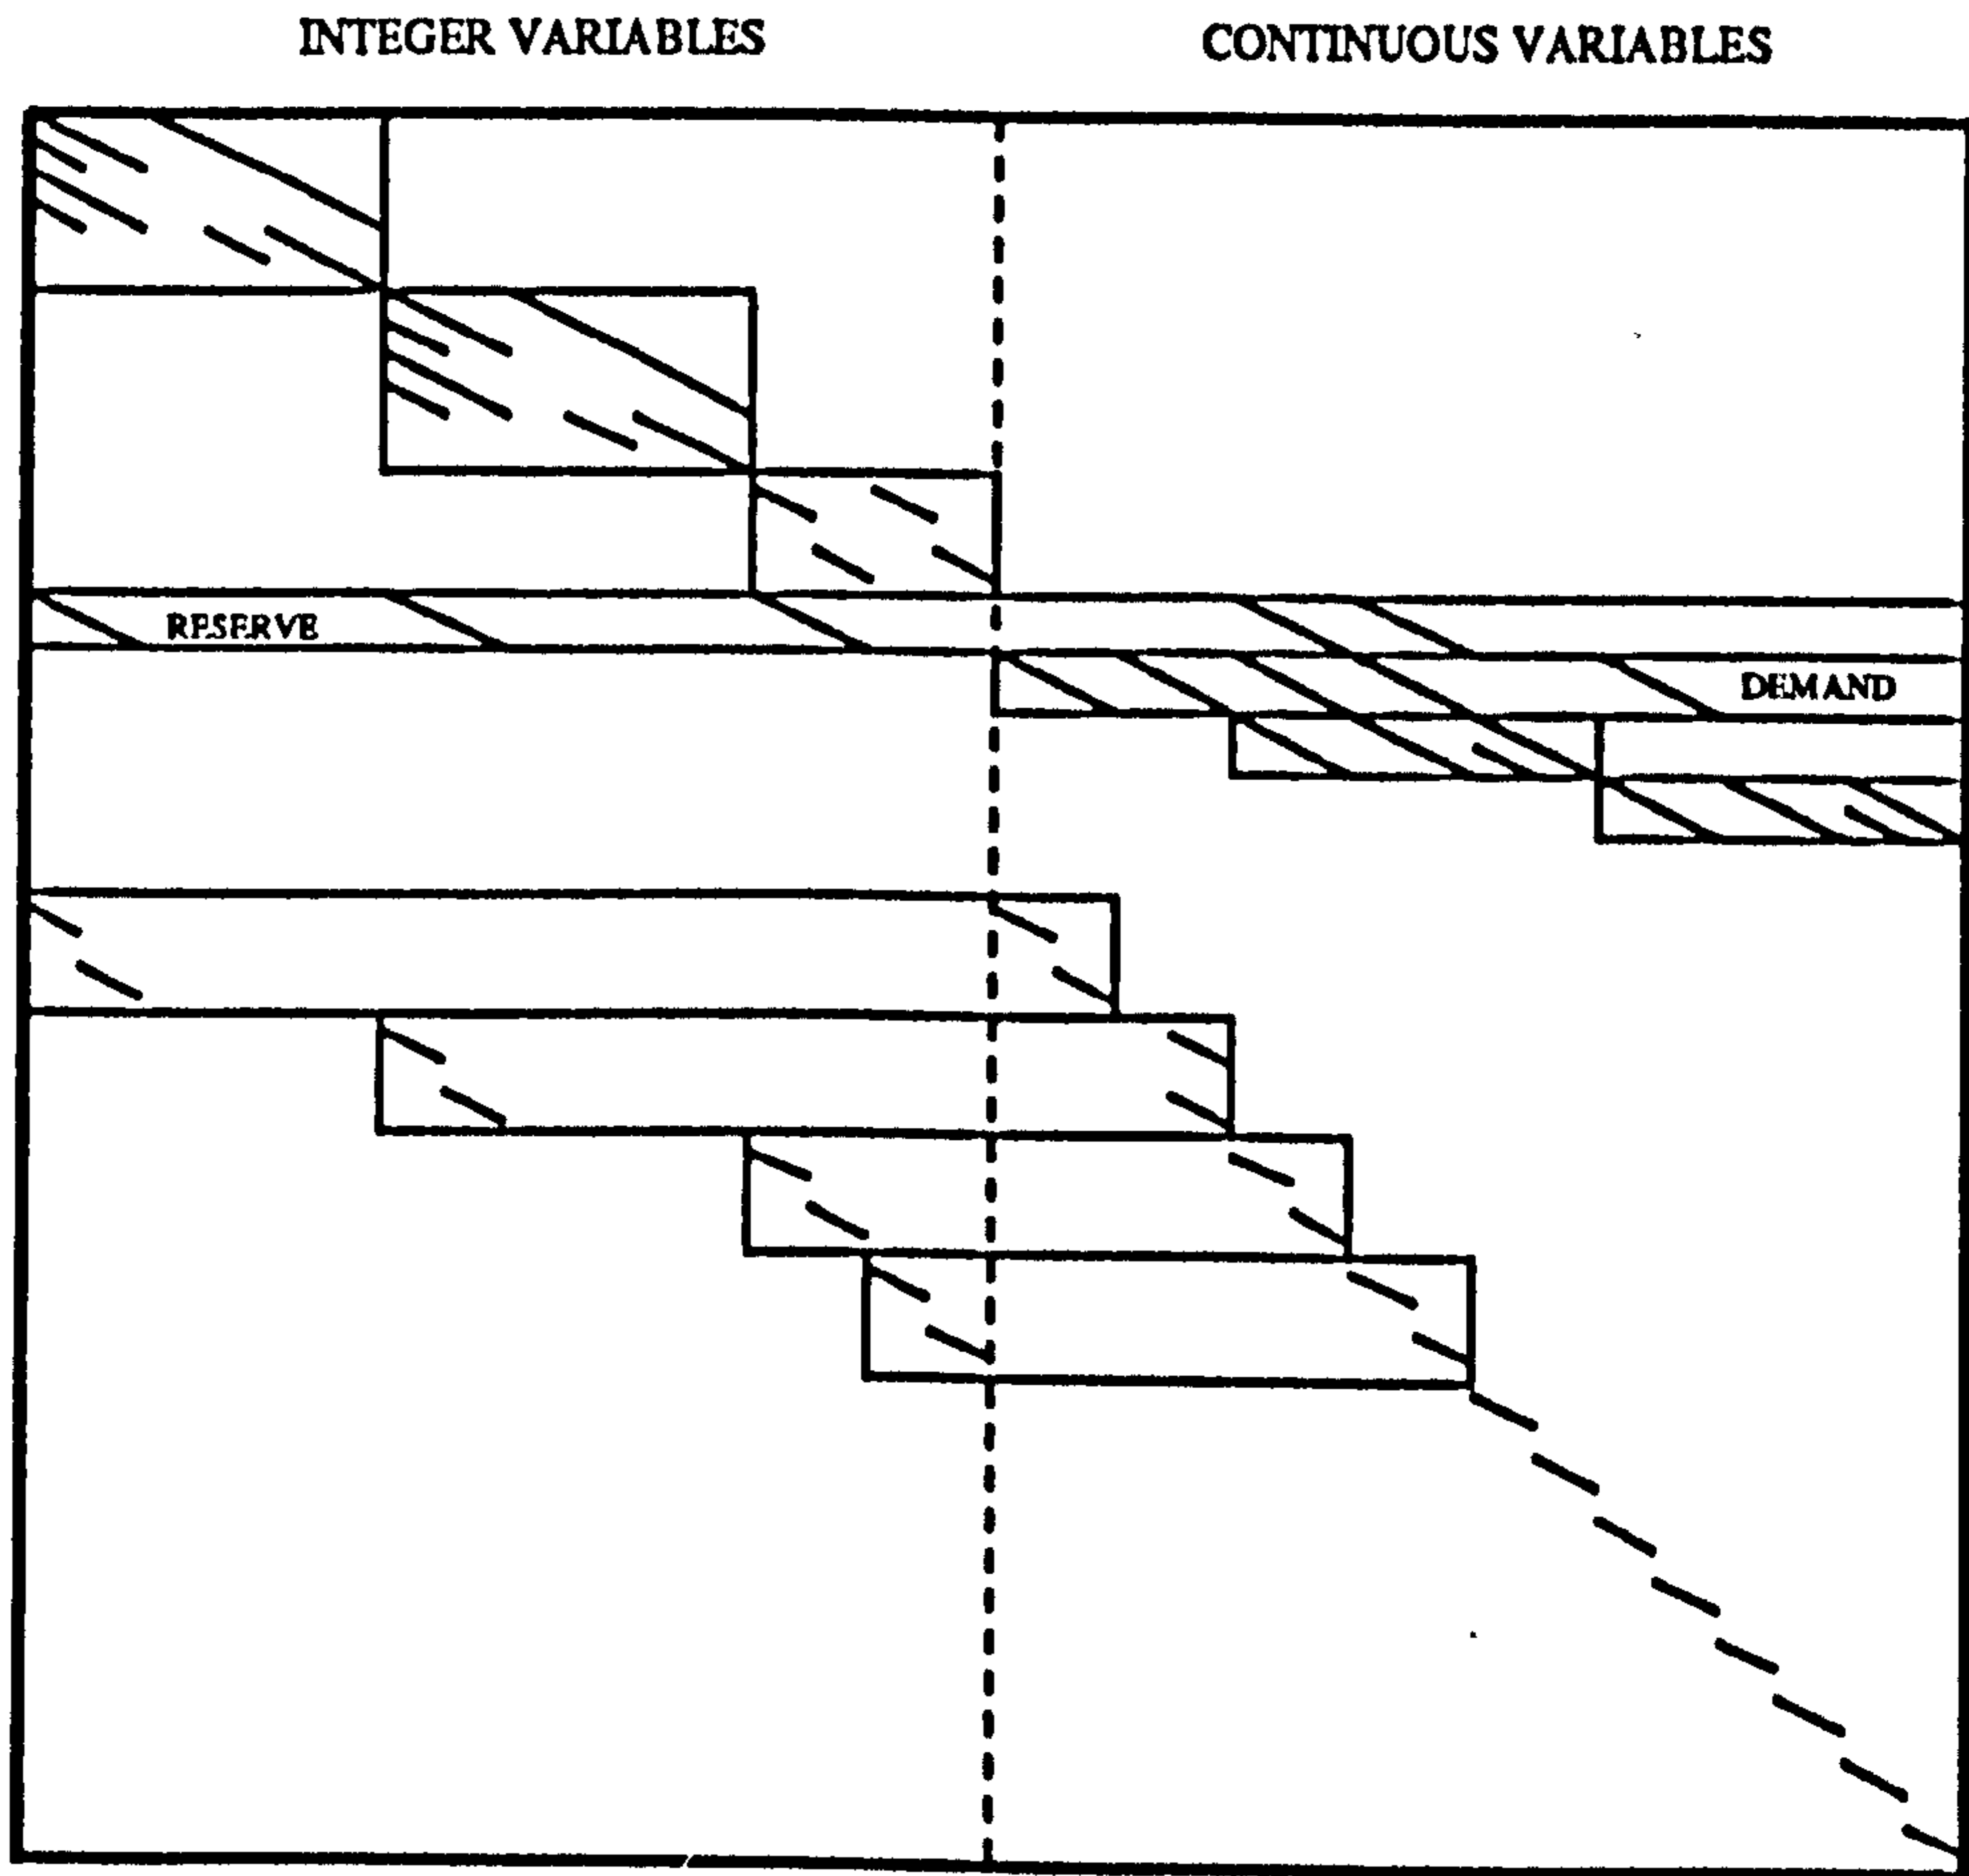 INTEGER VARIABLES
CONTINUOUS VARIABLES
RESERVE
DEMAND